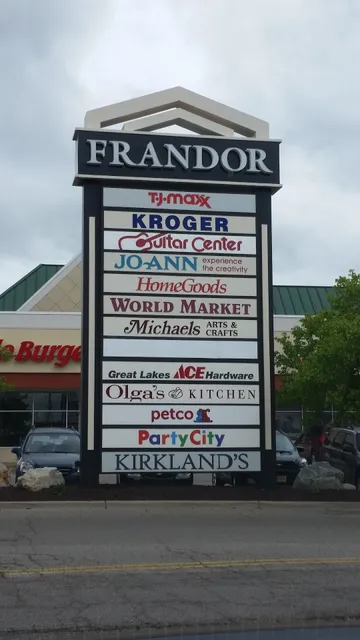 FRANDOR
T·J·maxx
KROGER
Guitar Center
JO-ANN experience the creativity
HomeGoods
WORLD MARKET
Michaels ARTS & CRAFTS
Great Lakes ACE Hardware
Olga's KITCHEN
petco
PartyCity
KIRKLAND'S
Burge